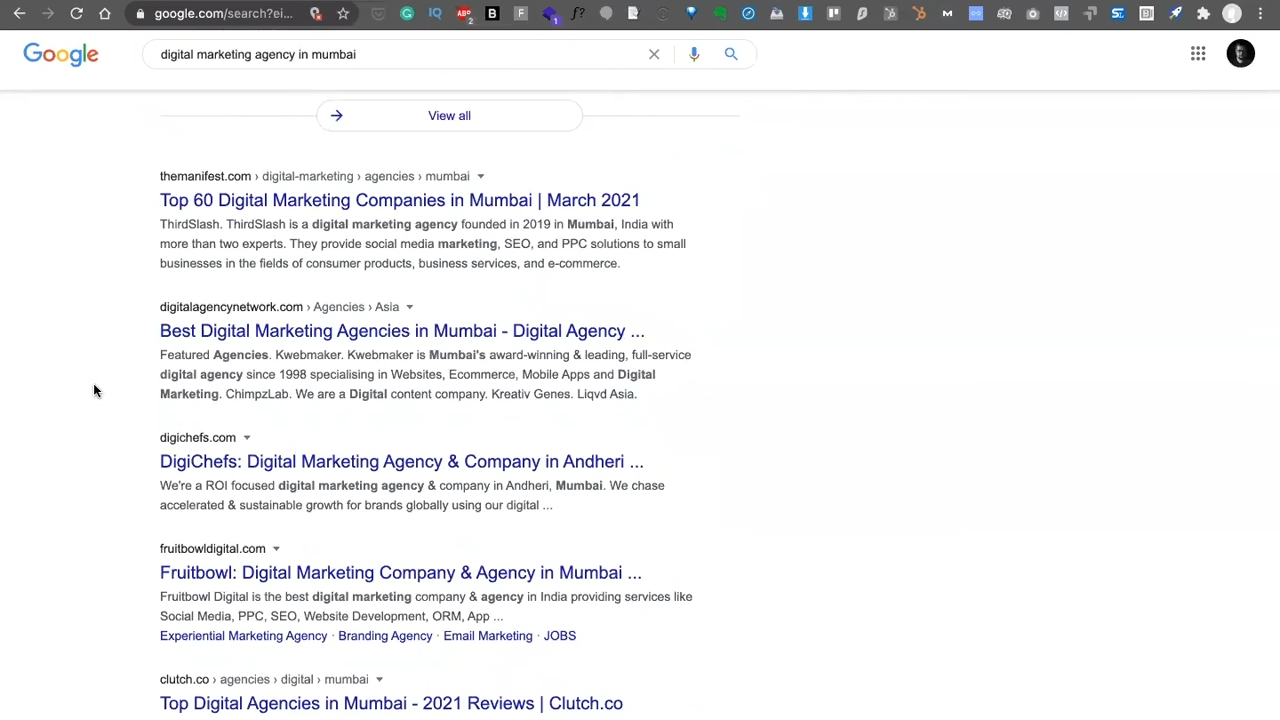 google.com/search?ei...
Google
digital marketing agency in mumbai
View all
themanifest.com › digital-marketing › agencies › mumbai
Top 60 Digital Marketing Companies in Mumbai | March 2021
ThirdSlash. ThirdSlash is a digital marketing agency founded in 2019 in Mumbai, India with
more than two experts. They provide social media marketing, SEO, and PPC solutions to small
businesses in the fields of consumer products, business services, and e-commerce.
digitalagencynetwork.com › Agencies › Asia
Best Digital Marketing Agencies in Mumbai - Digital Agency ...
Featured Agencies. Kwebmaker. Kwebmaker is Mumbai's award-winning & leading, full-service
digital agency since 1998 specialising in Websites, Ecommerce, Mobile Apps and Digital
Marketing. ChimpzLab. We are a Digital content company. Kreativ Genes. Liqvd Asia.
digichefs.com
DigiChefs: Digital Marketing Agency & Company in Andheri ...
We're a ROI focused digital marketing agency & company in Andheri, Mumbai. We chase
accelerated & sustainable growth for brands globally using our digital ...
fruitbowldigital.com
Fruitbowl: Digital Marketing Company & Agency in Mumbai ...
Fruitbowl Digital is the best digital marketing company & agency in India providing services like
Social Media, PPC, SEO, Website Development, ORM, App ...
Experiential Marketing Agency · Branding Agency · Email Marketing · JOBS
clutch.co › agencies › digital › mumbai
Top Digital Agencies in Mumbai - 2021 Reviews | Clutch.co